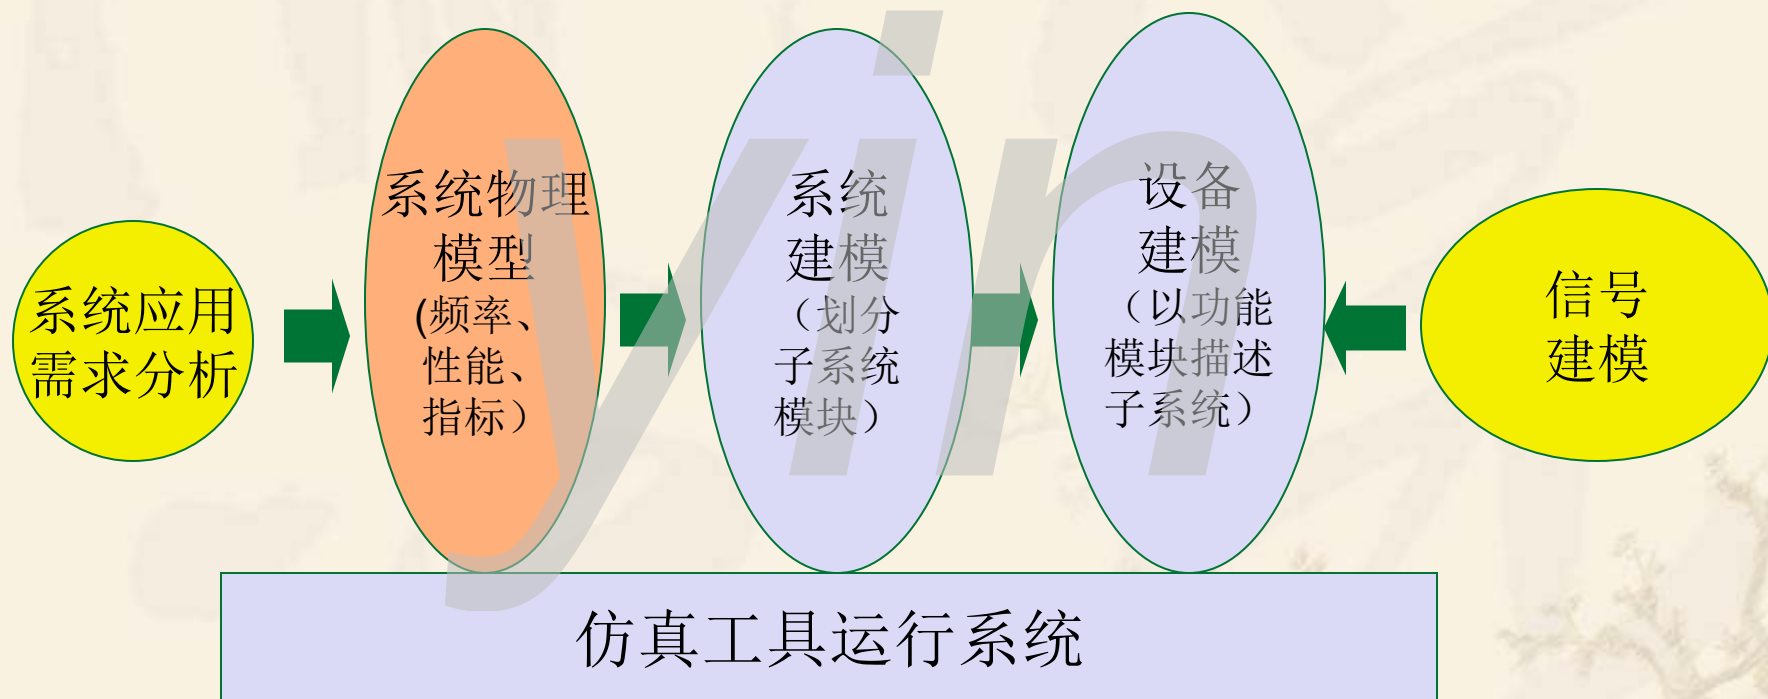 系统应用
需求分析
系统物理
模型
(频率、
性能、
指标）
系统
建模
（划分
子系统
模块）
设备
建模
（以功能
模块描述
子系统）
信号
建模
仿真工具运行系统
yin